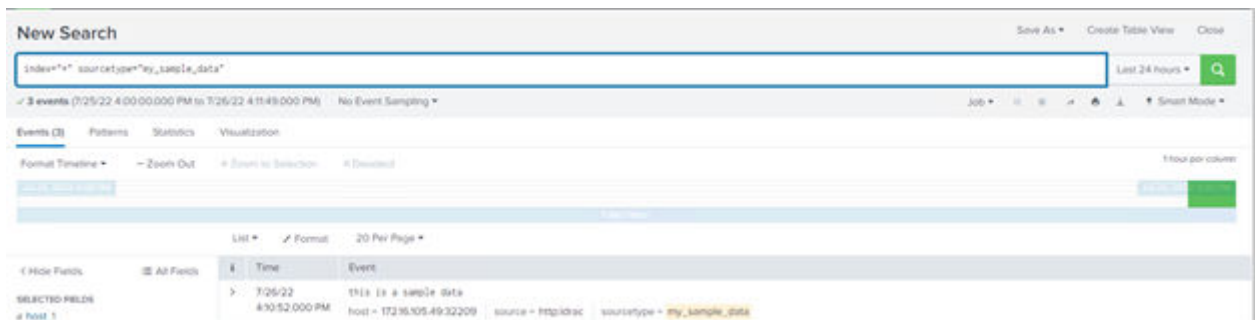 New Search
Save As Create Table View Close
index="*" sourcetype="my_sample_data"
Last 24 hours
3 events (7/25/22 4:00:00.000 PM to 7/26/22 4:11:49.000 PM) No Event Sampling
Job Smart Mode
Events (3) Patterns Statistics Visualization
Format Timeline − Zoom Out + Zoom to Selection × Deselect
1 hour per column
List Format 20 Per Page
< Hide Fields All Fields
i Time Event
SELECTED FIELDS
a host 1
> 7/26/22 this is a sample data
4:10:52.000 PM host = 172.16.105.49:32209 source = http:idrac sourcetype = my_sample_data